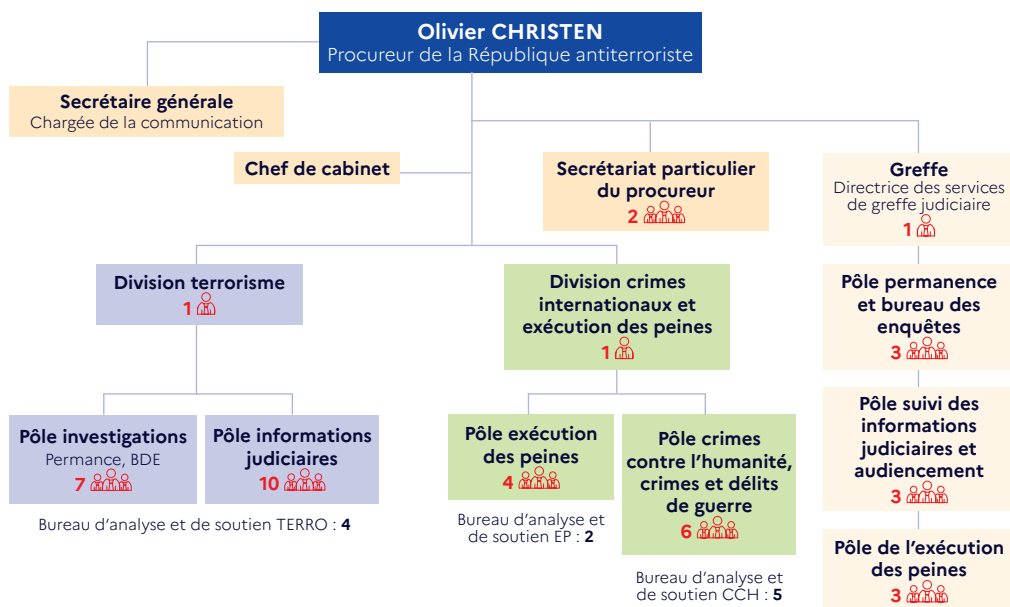 Olivier CHRISTEN
Procureur de la République antiterroriste
Secrétaire générale
Chargée de la communication
Chef de cabinet
Secrétariat particulier
du procureur
2
Greffe
Directrice des services
de greffe judiciaire
1
Division terrorisme
1
Division crimes
internationaux et
exécution des peines
1
Pôle permanence
et bureau des
enquêtes
3
Pôle investigations
Permance, BDE
7
Pôle informations
judiciaires
10
Bureau d'analyse et de soutien TERRO : 4
Pôle exécution
des peines
4
Bureau d'analyse et
de soutien EP : 2
Pôle crimes
contre l'humanité,
crimes et délits
de guerre
6
Bureau d'analyse et
de soutien CCH : 5
Pôle suivi des
informations
judiciaires et
audiencement
3
Pôle de l'exécution
des peines
3